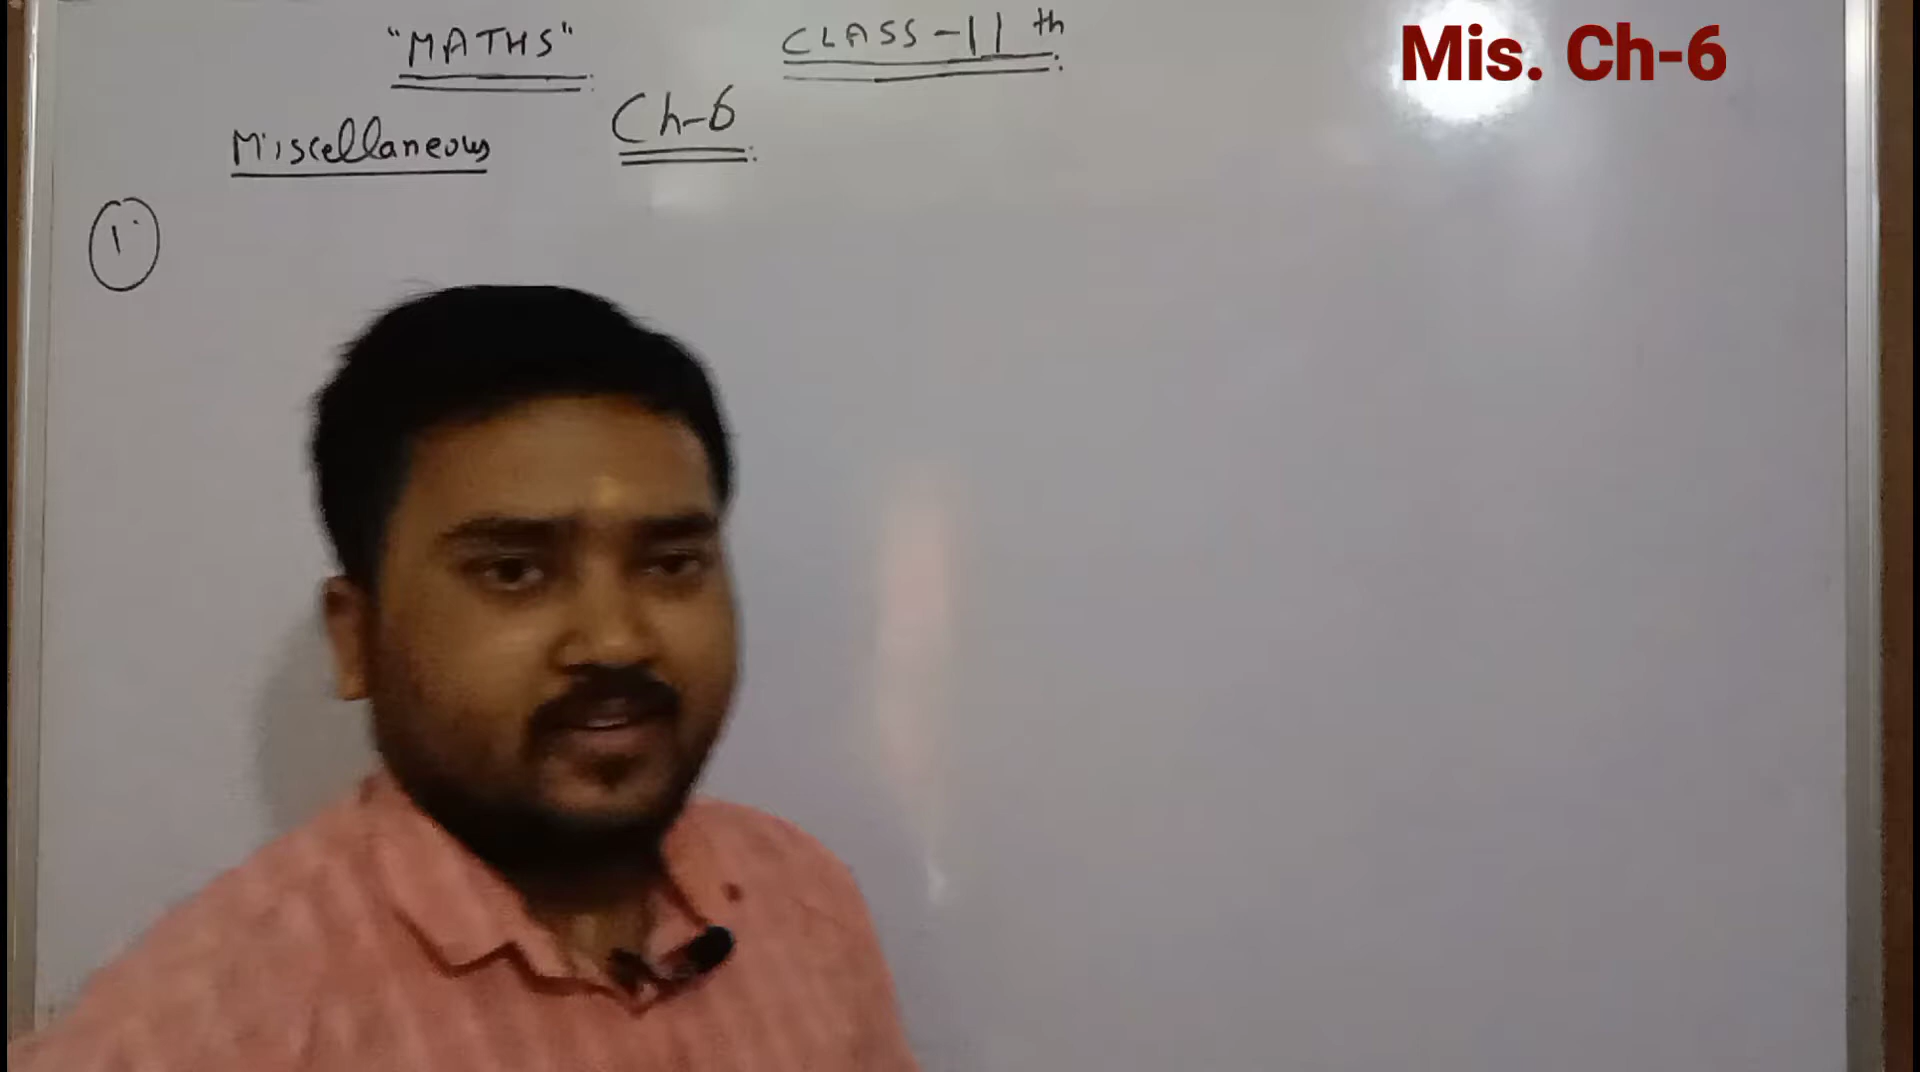 "MATHS" CLASS-11th
Mis. Ch-6
Miscellaneous Ch-6
1.